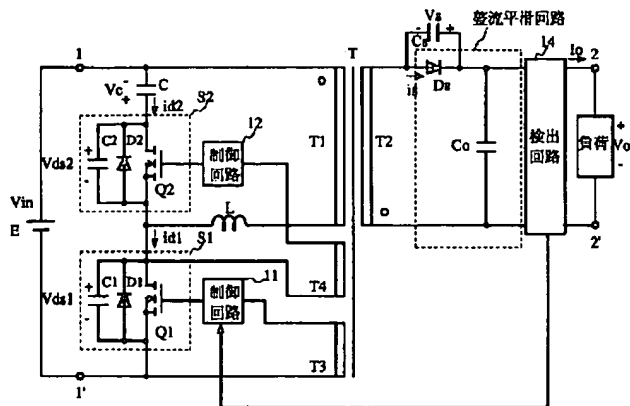 Vs
整流平滑回路
- +
Cs
1
T
14
Io
2
Vc
-
+
C
S2
id2
is
Ds
C2
D2
12
T1
T2
検出
回路
+
Vds2
-
制御
回路
Co
負荷
+
Vo
-
Q2
Vin
L
E
id1
S1
2'
+
C1
D1
11
T4
Vds1
-
制御
回路
Q1
T3
1'